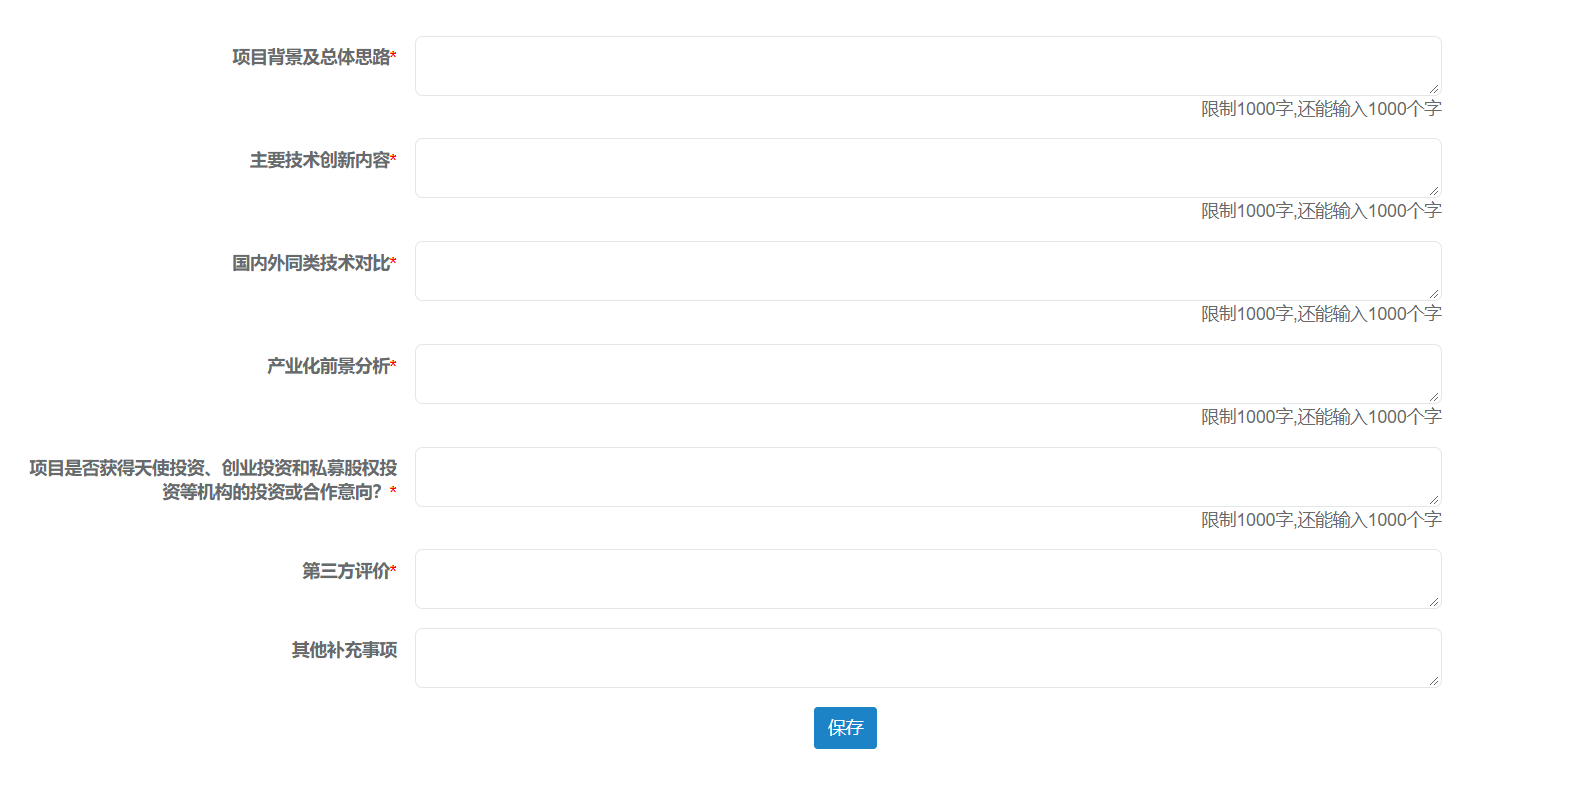 项目背景及总体思路*
限制1000字,还能输入1000个字
主要技术创新内容*
限制1000字,还能输入1000个字
国内外同类技术对比*
限制1000字,还能输入1000个字
产业化前景分析*
限制1000字,还能输入1000个字
项目是否获得天使投资、创业投资和私募股权投
资等机构的投资或合作意向？*
限制1000字,还能输入1000个字
第三方评价*
其他补充事项
保存